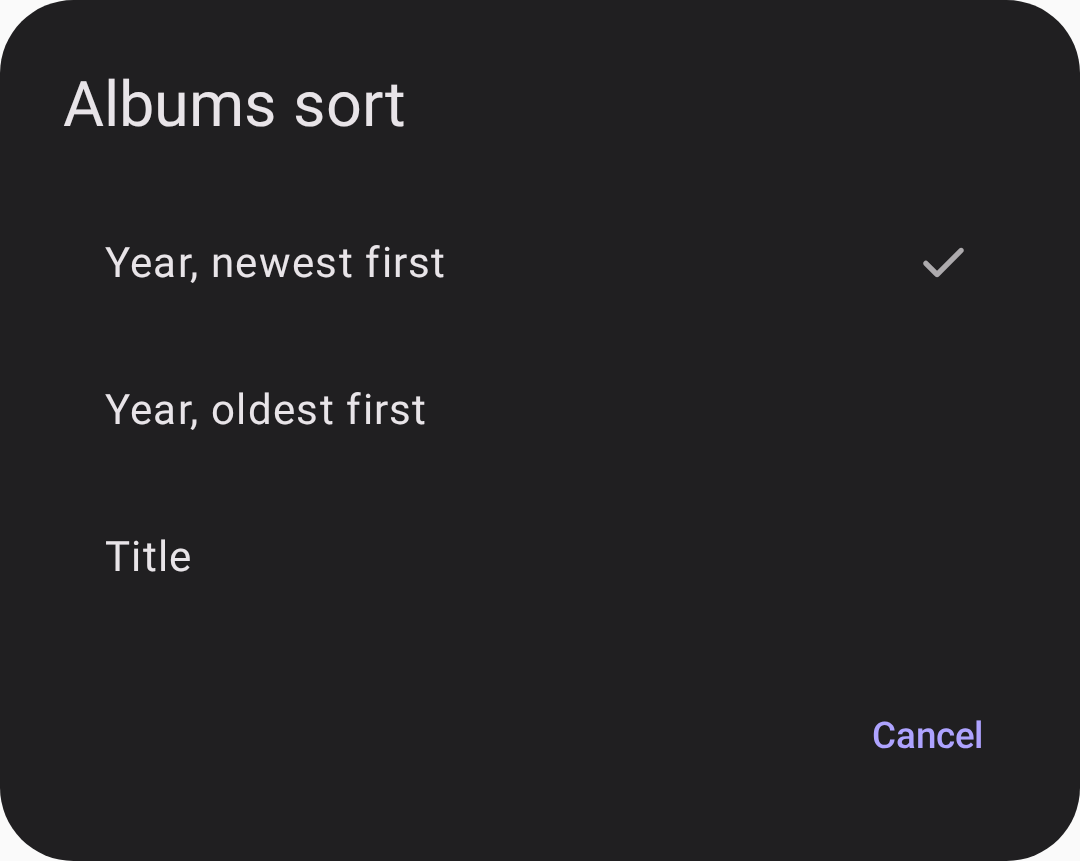 Albums sort
Year, newest first
Year, oldest first
Title
Cancel